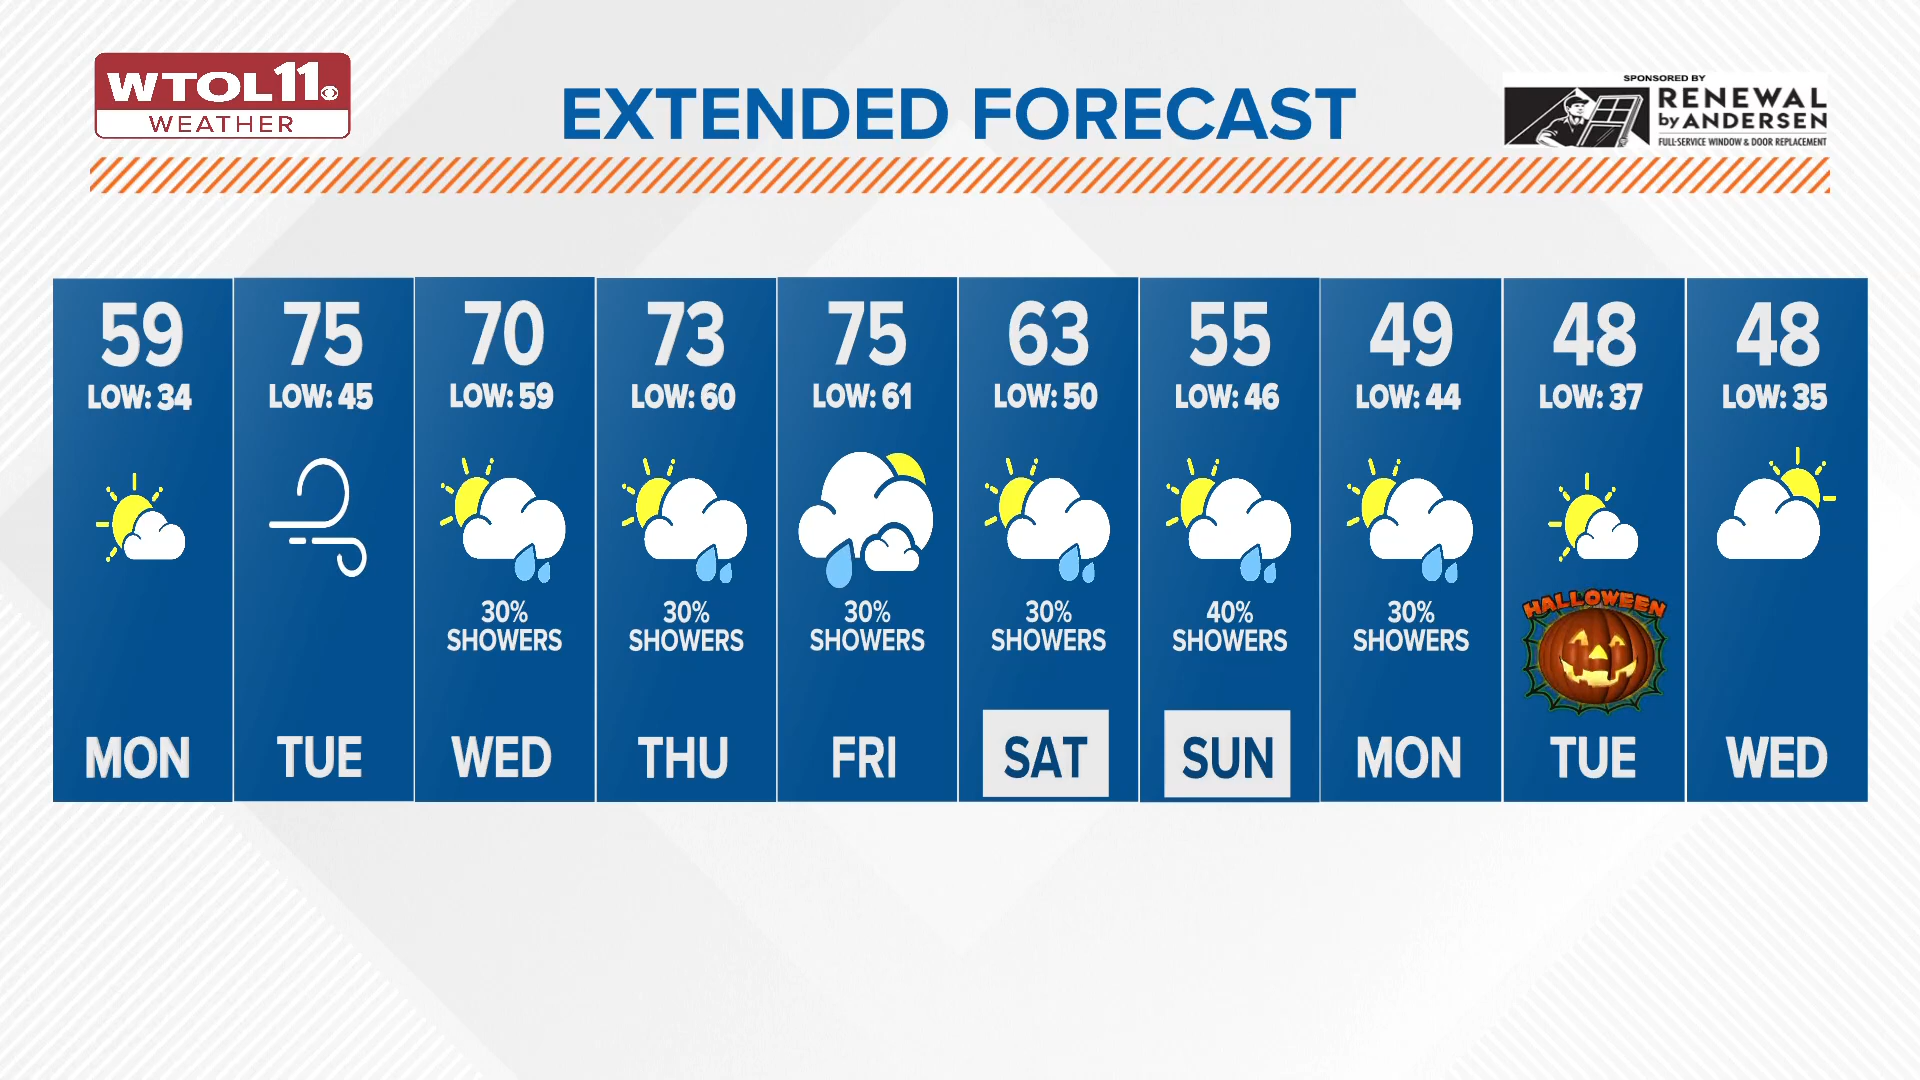 WTOL11
WEATHER
EXTENDED FORECAST
SPONSORED BY
RENEWAL
by ANDERSEN
FULL-SERVICE WINDOW & DOOR REPLACEMENT
59
LOW: 34
MON
75
LOW: 45
TUE
70
LOW: 59
30%
SHOWERS
WED
73
LOW: 60
30%
SHOWERS
THU
75
LOW: 61
30%
SHOWERS
FRI
63
LOW: 50
30%
SHOWERS
SAT
55
LOW: 46
40%
SHOWERS
SUN
49
LOW: 44
30%
SHOWERS
MON
48
LOW: 37
HALLOWEEN
TUE
48
LOW: 35
WED